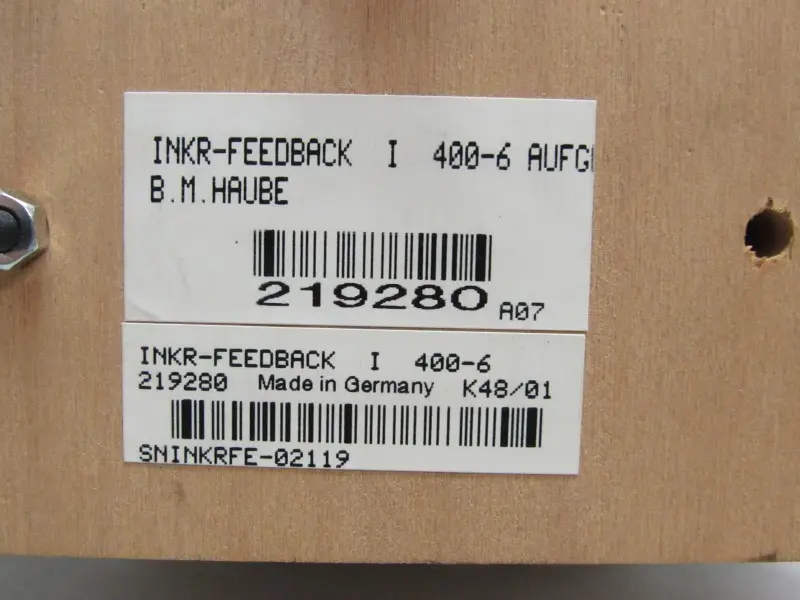 INKR-FEEDBACK I 400-6
B.M.HAUBE
219280 A07
INKR-FEEDBACK I 400-6
219280 Made in Germany K48/01
SNINKRFE-02119